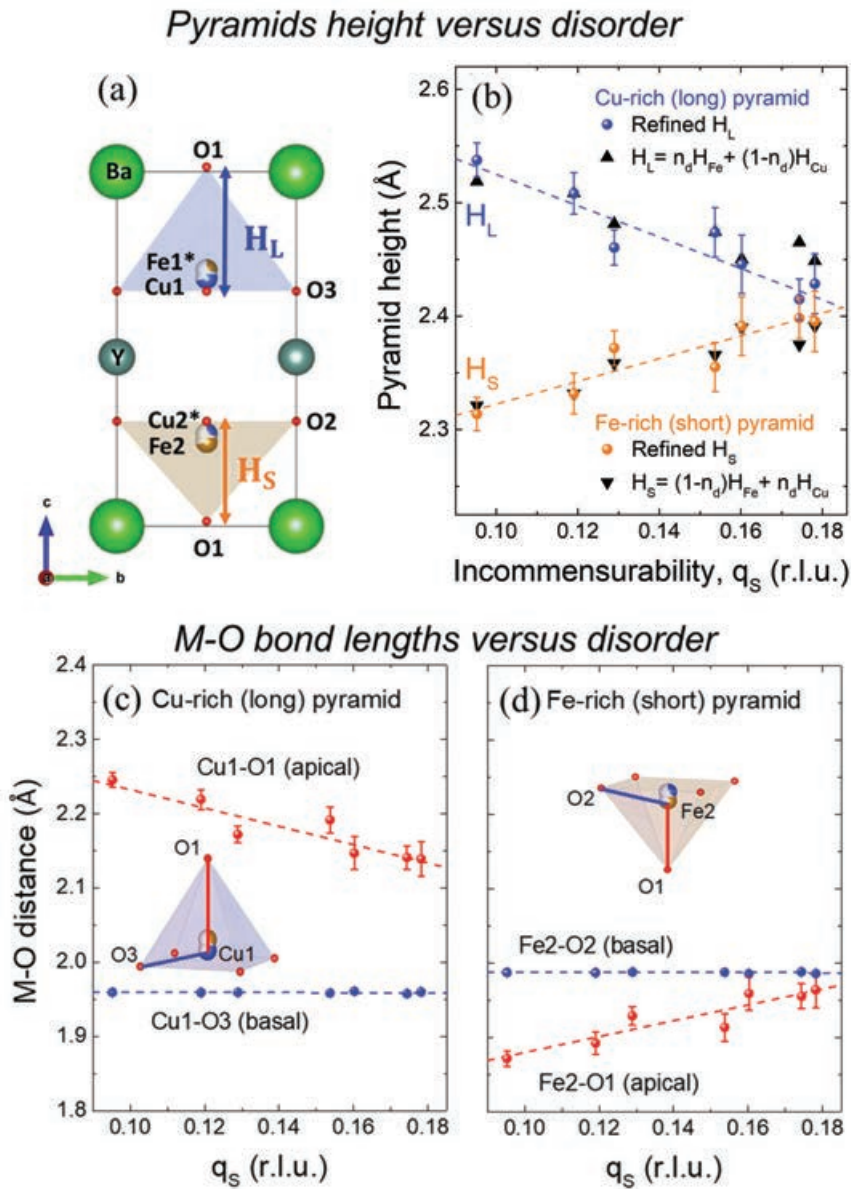 Pyramids height versus disorder
(a)
O1
Ba
H_L
Fe1*
Cu1
O3
Y
Cu2*
Fe2
O2
H_S
O1
c
a
b
(b)
Pyramid height (Å)
2.6
2.5
2.4
2.3
Cu-rich (long) pyramid
Refined H_L
H_L= n_dH_Fe + (1-n_d)H_Cu
H_L
H_S
Fe-rich (short) pyramid
Refined H_S
H_S= (1-n_d)H_Fe + n_dH_Cu
0.10 0.12 0.14 0.16 0.18
Incommensurability, q_S (r.l.u.)
M-O bond lengths versus disorder
M-O distance (Å)
2.4
2.3
2.2
2.1
2.0
1.9
1.8
(c) Cu-rich (long) pyramid
Cu1-O1 (apical)
O1
O3
Cu1
Cu1-O3 (basal)
0.10 0.12 0.14 0.16 0.18
q_S (r.l.u.)
(d) Fe-rich (short) pyramid
O2
Fe2
O1
Fe2-O2 (basal)
Fe2-O1 (apical)
0.10 0.12 0.14 0.16 0.18
q_S (r.l.u.)